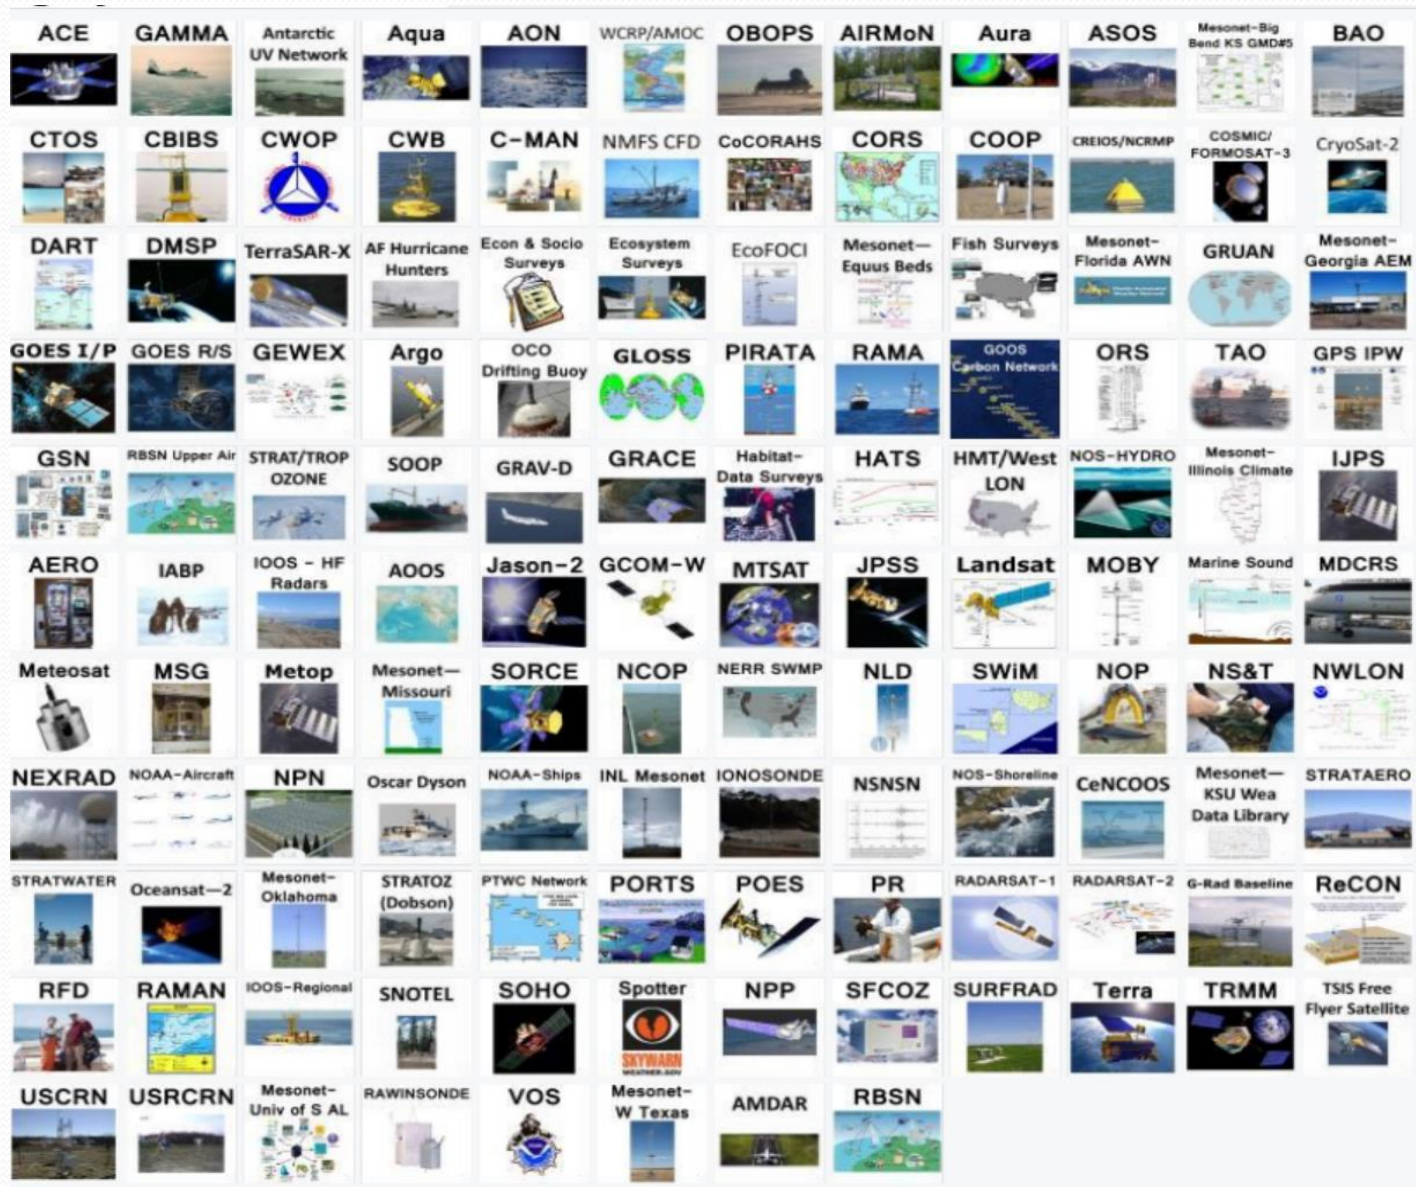 ACE
GAMMA
Antarctic
UV Network
Aqua
AON
WCRP/AMOC
OBOPS
AIRMoN
Aura
ASOS
Mesonet-Big
Bend KS GMD#5
BAO
CTOS
CBIBS
CWOP
CWB
C-MAN
NMFS CFD
CoCORAHS
CORS
COOP
CREIOS/NCRMP
COSMIC/
FORMOSAT-3
CryoSat-2
DART
DMSP
TerraSAR-X
AF Hurricane
Hunters
Econ & Socio
Surveys
Ecosystem
Surveys
EcoFOCI
Mesonet—
Equus Beds
Fish Surveys
Mesonet-
Florida AWN
GRUAN
Mesonet-
Georgia AEM
GOES I/P
GOES R/S
GEWEX
Argo
OCO
Drifting Buoy
GLOSS
PIRATA
RAMA
GOOS
Carbon Network
ORS
TAO
GPS IPW
GSN
RBSN Upper Air
STRAT/TROP
OZONE
SOOP
GRAV-D
GRACE
Habitat-
Data Surveys
HATS
HMT/West
LON
NOS-HYDRO
Mesonet-
Illinois Climate
IJPS
AERO
IABP
IOOS - HF
Radars
AOOS
Jason-2
GCOM-W
MTSAT
JPSS
Landsat
MOBY
Marine Sound
MDCRS
Meteosat
MSG
Metop
Mesonet—
Missouri
SORCE
NCOP
NERR SWMP
NLD
SWiM
NOP
NS&T
NWLON
NEXRAD
NOAA-Aircraft
NPN
Oscar Dyson
NOAA-Ships
INL Mesonet
IONOSONDE
NSNSN
NOS-Shoreline
CeNCOOS
Mesonet—
KSU Wea
Data Library
STRATAERO
STRATWATER
Oceansat—2
Mesonet-
Oklahoma
STRATOZ
(Dobson)
PTWC Network
PORTS
POES
PR
RADARSAT-1
RADARSAT-2
G-Rad Baseline
ReCON
RFD
RAMAN
IOOS-Regional
SNOTEL
SOHO
Spotter
SKYWARN
WEATHER.GOV
NPP
SFCOZ
SURFRAD
Terra
TRMM
TSIS Free
Flyer Satellite
USCRN
USRCRN
Mesonet-
Univ of S AL
RAWINSONDE
VOS
Mesonet-
W Texas
AMDAR
RBSN